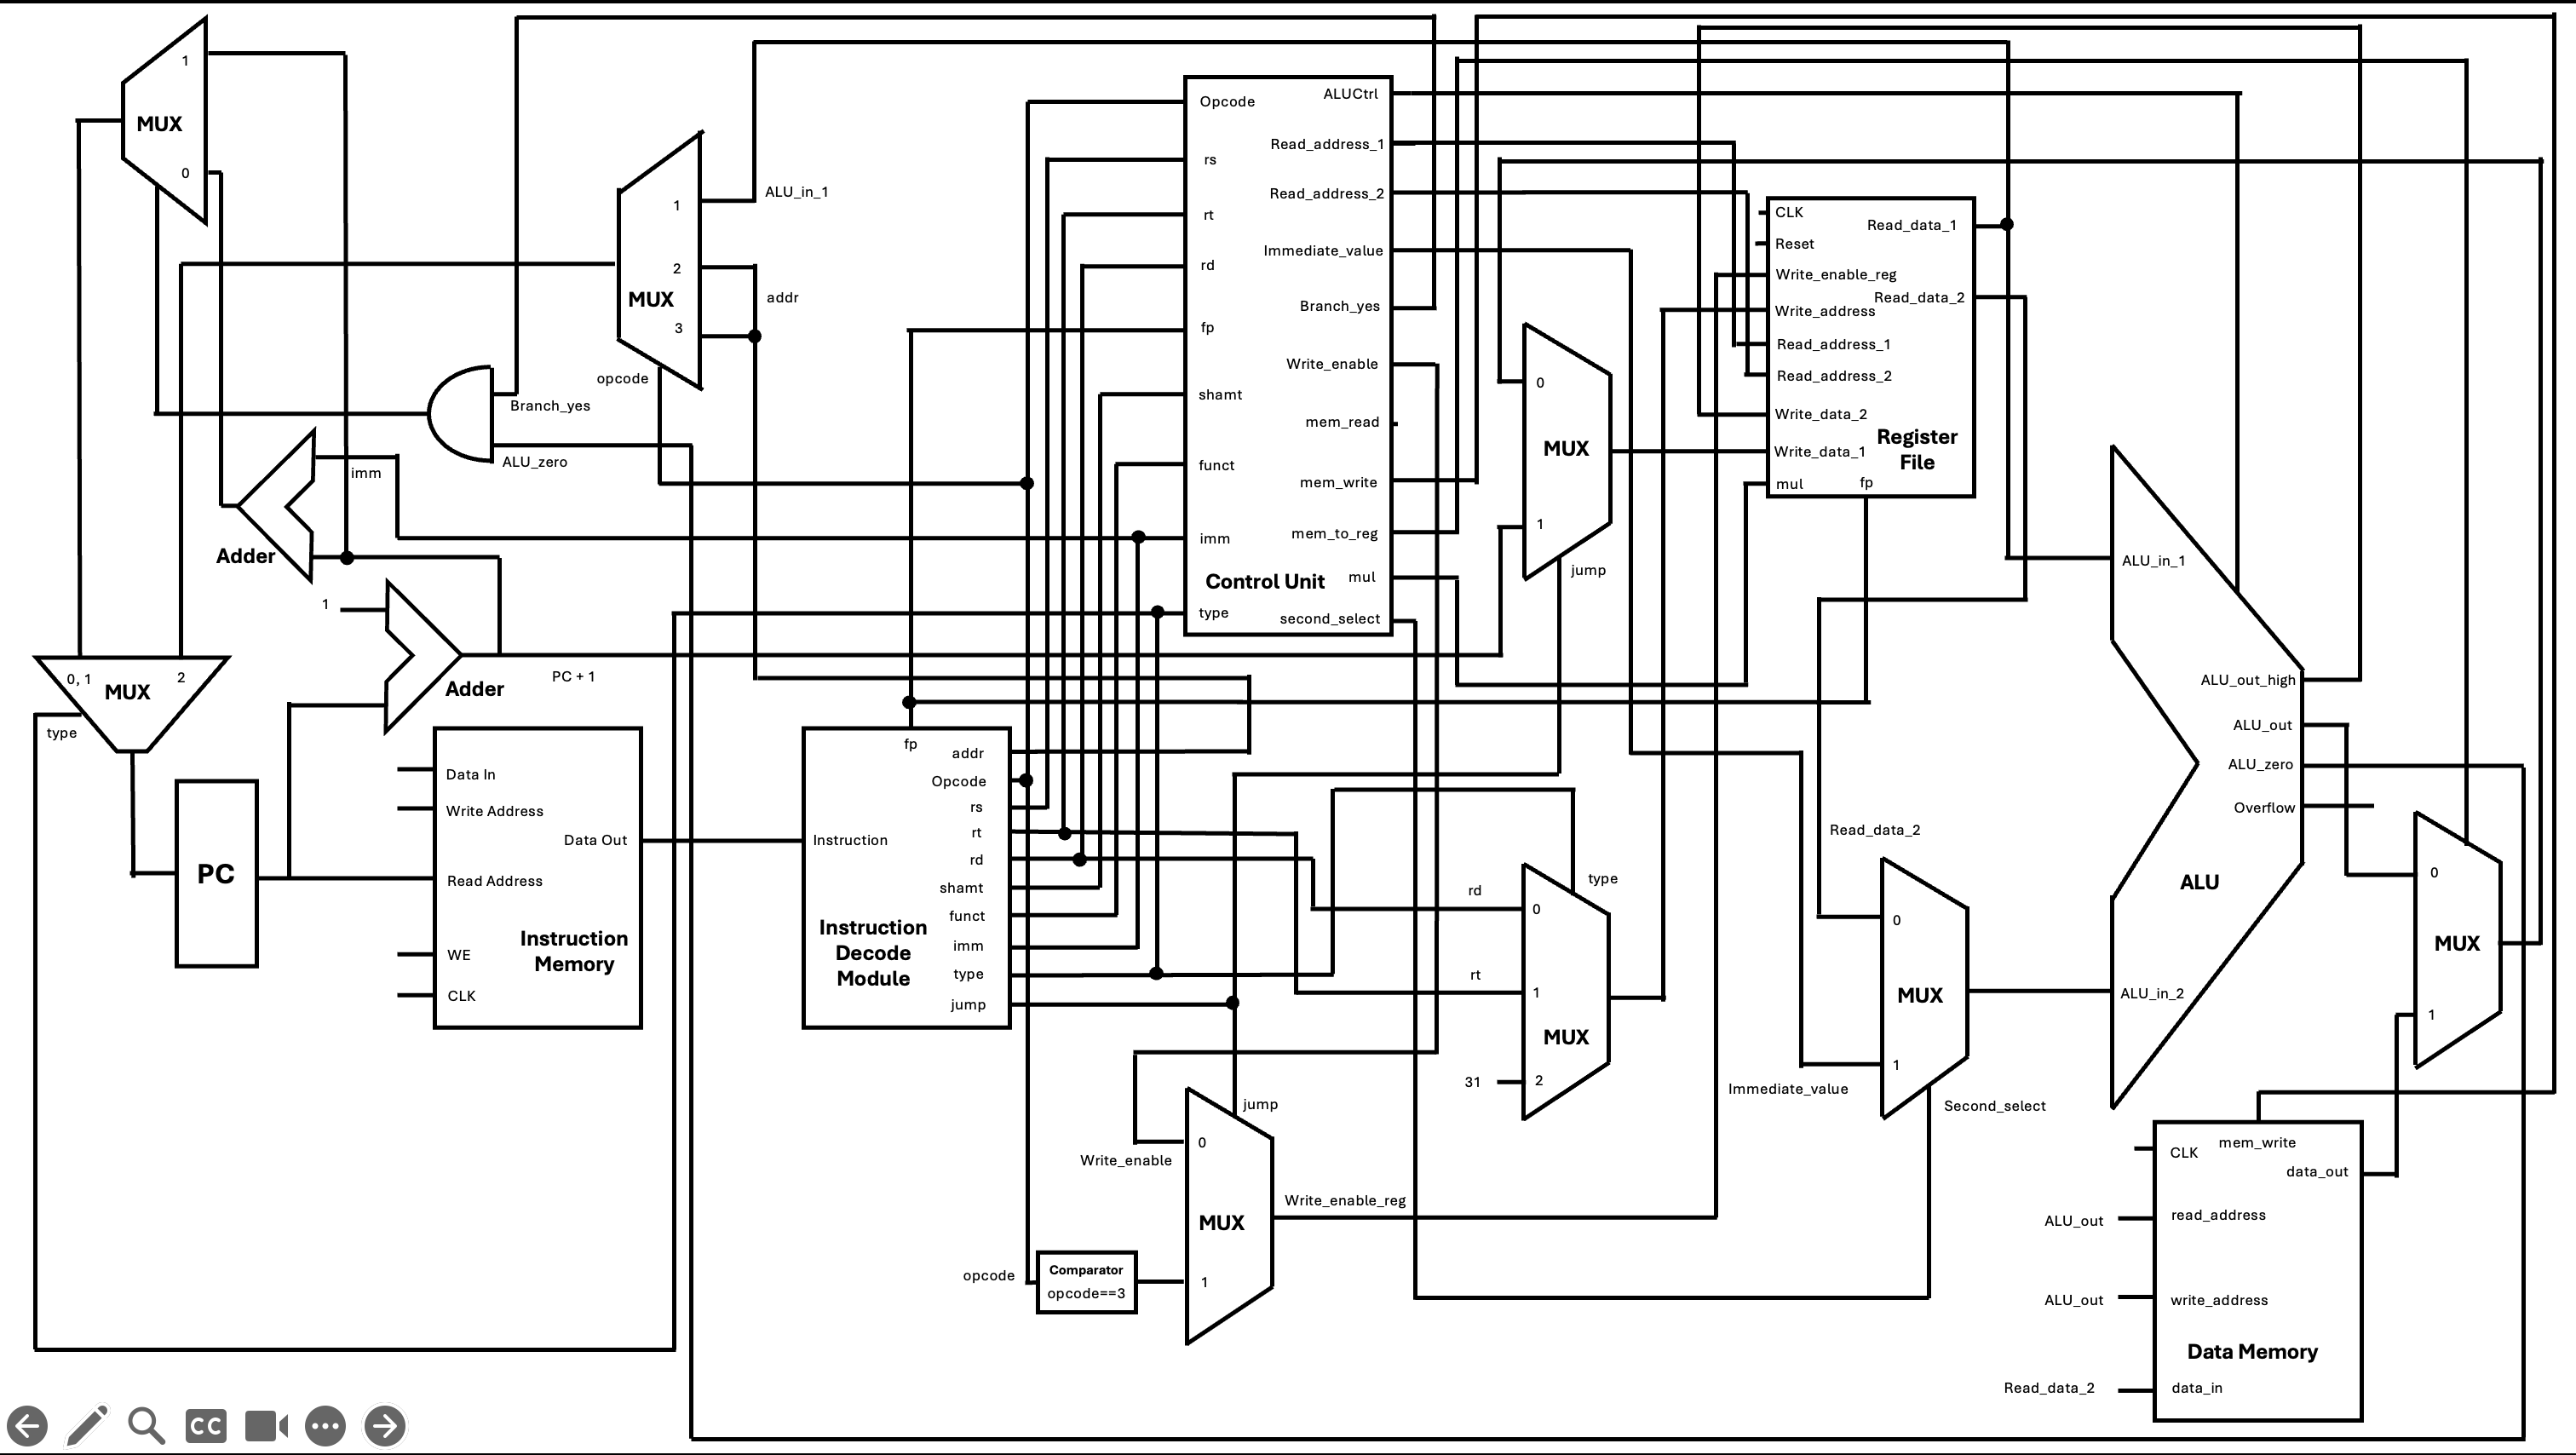 1
MUX
0
1
ALU_in_1
2
addr
MUX
3
opcode
Branch_yes
ALU_zero
imm
Adder
1
Adder
PC + 1
0, 1
MUX
2
type
PC
Data In
Write Address
Data Out
Read Address
Instruction
Memory
WE
CLK
fp
addr
Opcode
rs
Instruction
rt
rd
shamt
funct
Instruction
Decode
Module
imm
type
jump
Opcode
ALUCtrl
Read_address_1
rs
Read_address_2
rt
Immediate_value
rd
Branch_yes
fp
Write_enable
shamt
mem_read
funct
mem_write
mem_to_reg
imm
Control Unit
mul
type
second_select
0
MUX
1
jump
CLK
Read_data_1
Reset
Write_enable_reg
Read_data_2
Write_address
Read_address_1
Read_address_2
Write_data_2
Register
File
Write_data_1
mul
fp
ALU_in_1
ALU_out_high
ALU_out
ALU_zero
Overflow
ALU
ALU_in_2
Read_data_2
0
MUX
1
Immediate_value
Second_select
type
rd
0
rt
1
MUX
31
2
0
MUX
1
jump
0
Write_enable
Write_enable_reg
MUX
1
opcode
Comparator
opcode==3
mem_write
CLK
data_out
ALU_out
read_address
ALU_out
write_address
Data Memory
Read_data_2
data_in
CC